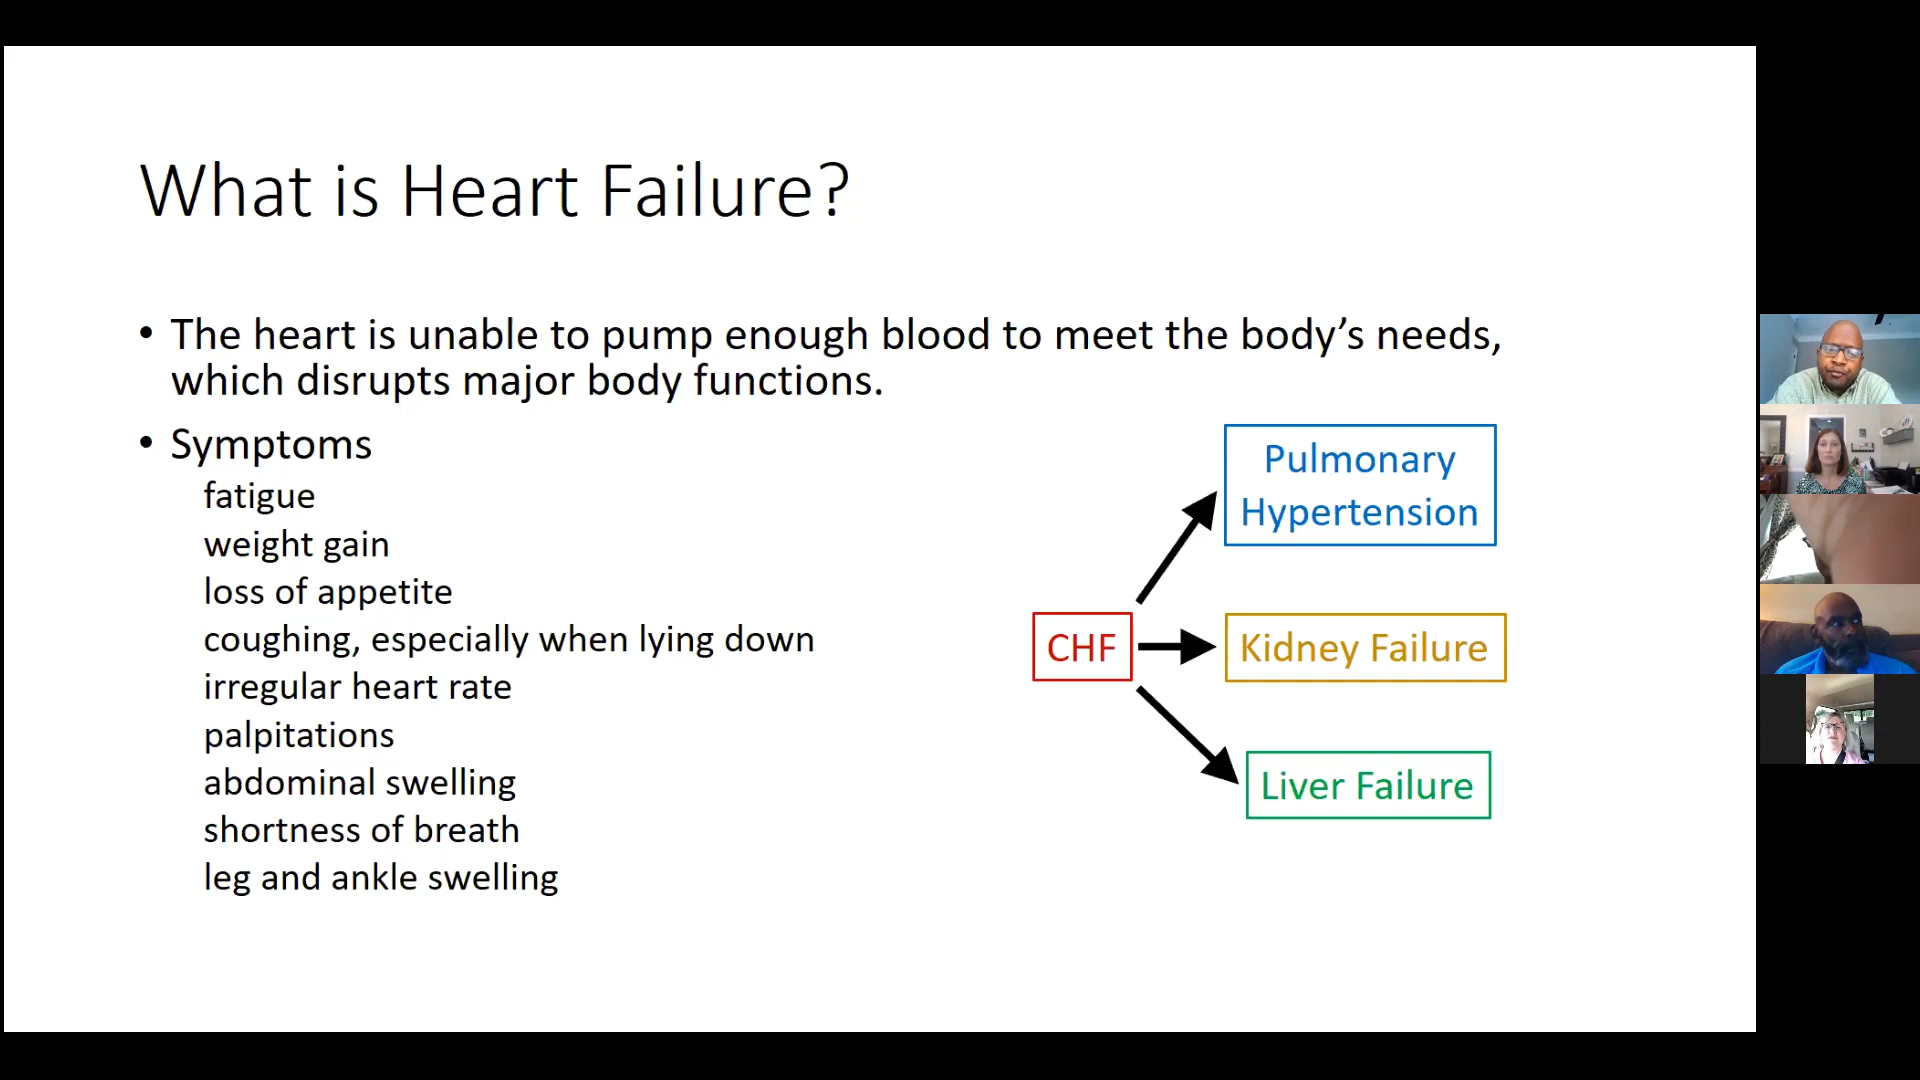 What is Heart Failure?
• The heart is unable to pump enough blood to meet the body’s needs,
which disrupts major body functions.
• Symptoms
fatigue
weight gain
loss of appetite
coughing, especially when lying down
irregular heart rate
palpitations
abdominal swelling
shortness of breath
leg and ankle swelling
Pulmonary
Hypertension
CHF
Kidney Failure
Liver Failure